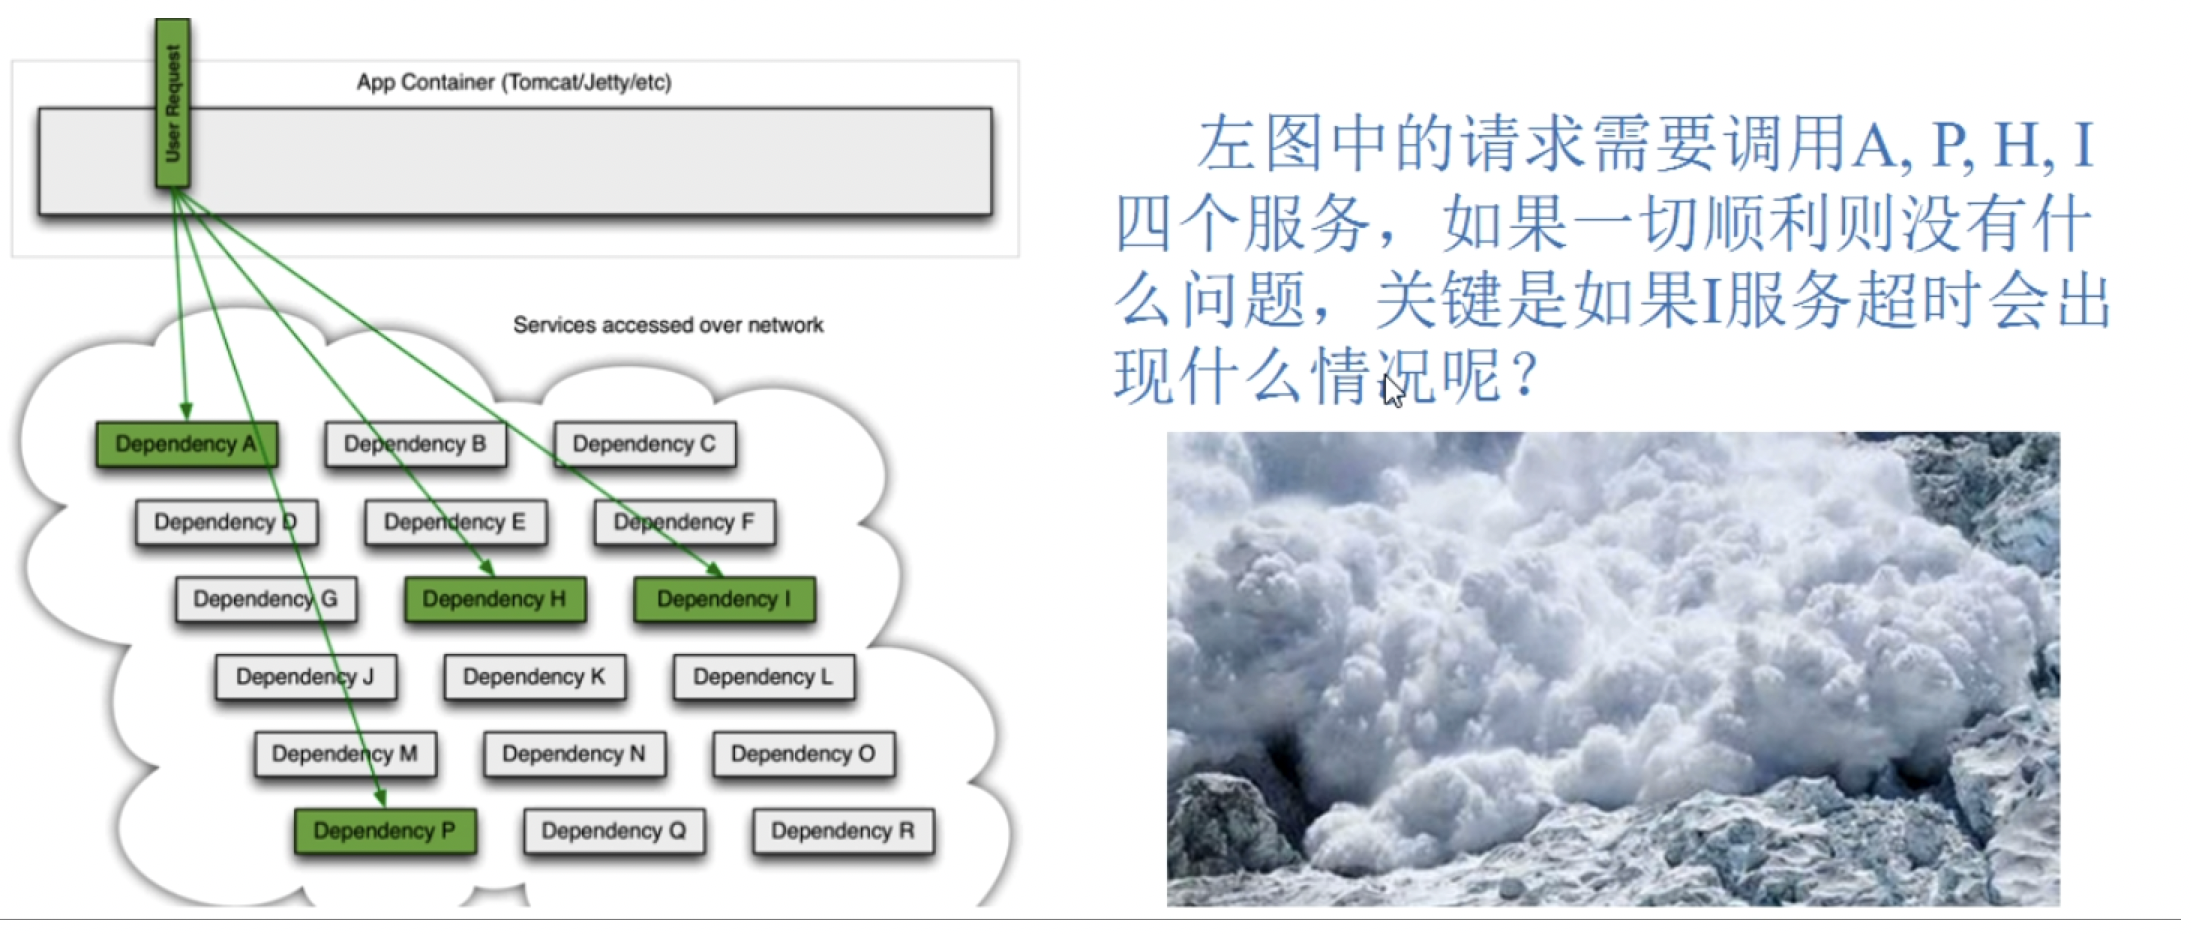 User Request
App Container (Tomcat/Jetty/etc)
Services accessed over network
Dependency A
Dependency B
Dependency C
Dependency D
Dependency E
Dependency F
Dependency G
Dependency H
Dependency I
Dependency J
Dependency K
Dependency L
Dependency M
Dependency N
Dependency O
Dependency P
Dependency Q
Dependency R
左图中的请求需要调用A, P, H, I
四个服务，如果一切顺利则没有什
么问题，关键是如果I服务超时会出
现什么情况呢？